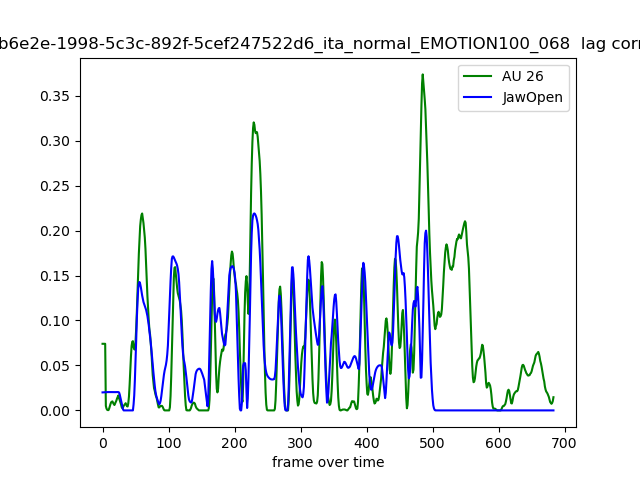 b6e2e-1998-5c3c-892f-5cef247522d6_ita_normal_EMOTION100_068 lag corr
AU 26
JawOpen
0.35
0.30
0.25
0.20
0.15
0.10
0.05
0.00
0 100 200 300 400 500 600 700
frame over time